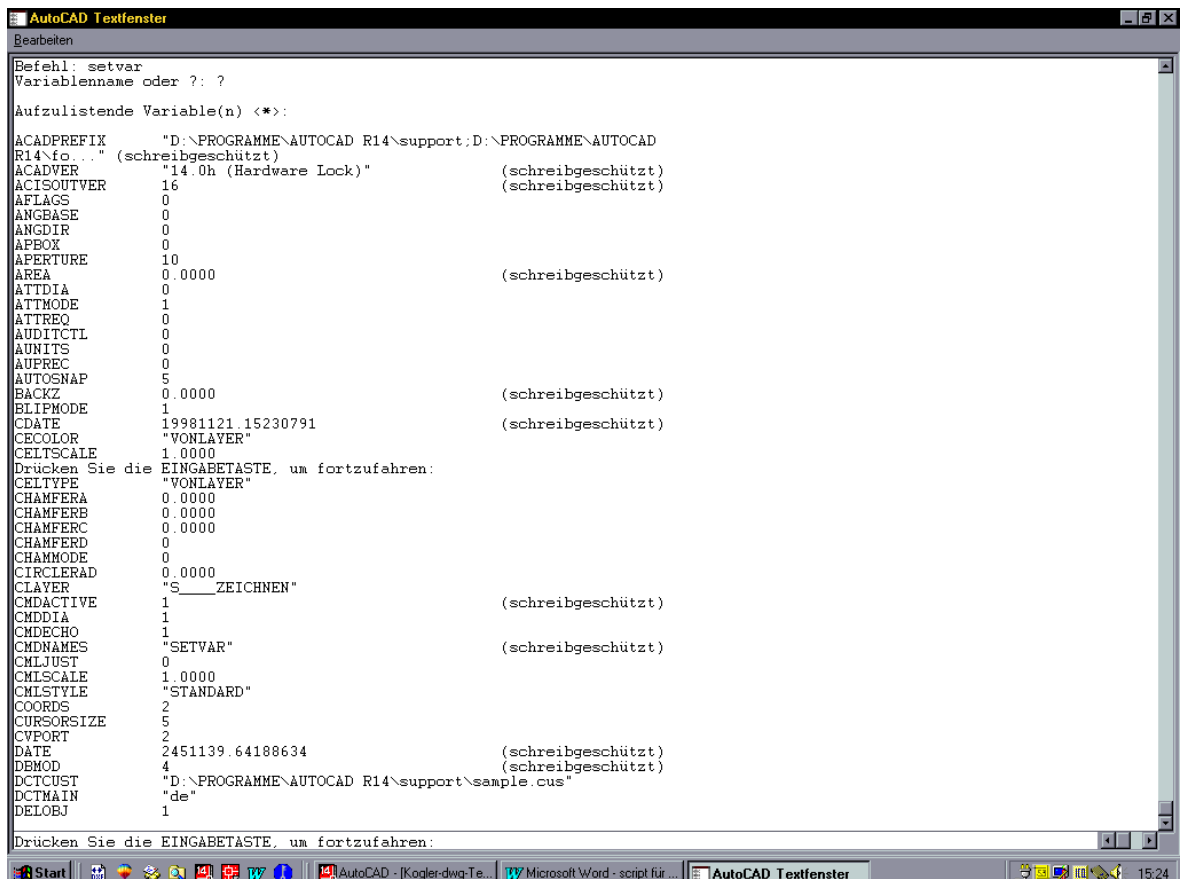 AutoCAD Textfenster
Bearbeiten
Befehl: setvar
Variablenname oder ?: ?
Aufzulistende Variable(n) <*>:
ACADPREFIX "D:\PROGRAMME\AUTOCAD R14\support;D:\PROGRAMME\AUTOCAD
R14\fo..." (schreibgeschützt)
ACADVER "14.0h (Hardware Lock)" (schreibgeschützt)
ACISOUTVER 16 (schreibgeschützt)
AFLAGS 0
ANGBASE 0
ANGDIR 0
APBOX 0
APERTURE 10
AREA 0.0000 (schreibgeschützt)
ATTDIA 0
ATTMODE 1
ATTREQ 0
AUDITCTL 0
AUNITS 0
AUPREC 0
AUTOSNAP 5
BACKZ 0.0000 (schreibgeschützt)
BLIPMODE 1
CDATE 19981121.15230791 (schreibgeschützt)
CECOLOR "VONLAYER"
CELTSCALE 1.0000
Drücken Sie die EINGABETASTE, um fortzufahren:
CELTYPE "VONLAYER"
CHAMFERA 0.0000
CHAMFERB 0.0000
CHAMFERC 0.0000
CHAMFERD 0
CHAMMODE 0
CIRCLERAD 0.0000
CLAYER "S____ZEICHNEN"
CMDACTIVE 1 (schreibgeschützt)
CMDDIA 1
CMDECHO 1
CMDNAMES "SETVAR" (schreibgeschützt)
CMLJUST 0
CMLSCALE 1.0000
CMLSTYLE "STANDARD"
COORDS 2
CURSORSIZE 5
CVPORT 2
DATE 2451139.64188634 (schreibgeschützt)
DBMOD 4 (schreibgeschützt)
DCTCUST "D:\PROGRAMME\AUTOCAD R14\support\sample.cus"
DCTMAIN "de"
DELOBJ 1
Drücken Sie die EINGABETASTE, um fortzufahren:
Start AutoCAD - [Kogler-dwg-Te... Microsoft Word - script für ... AutoCAD Textfenster 15:24